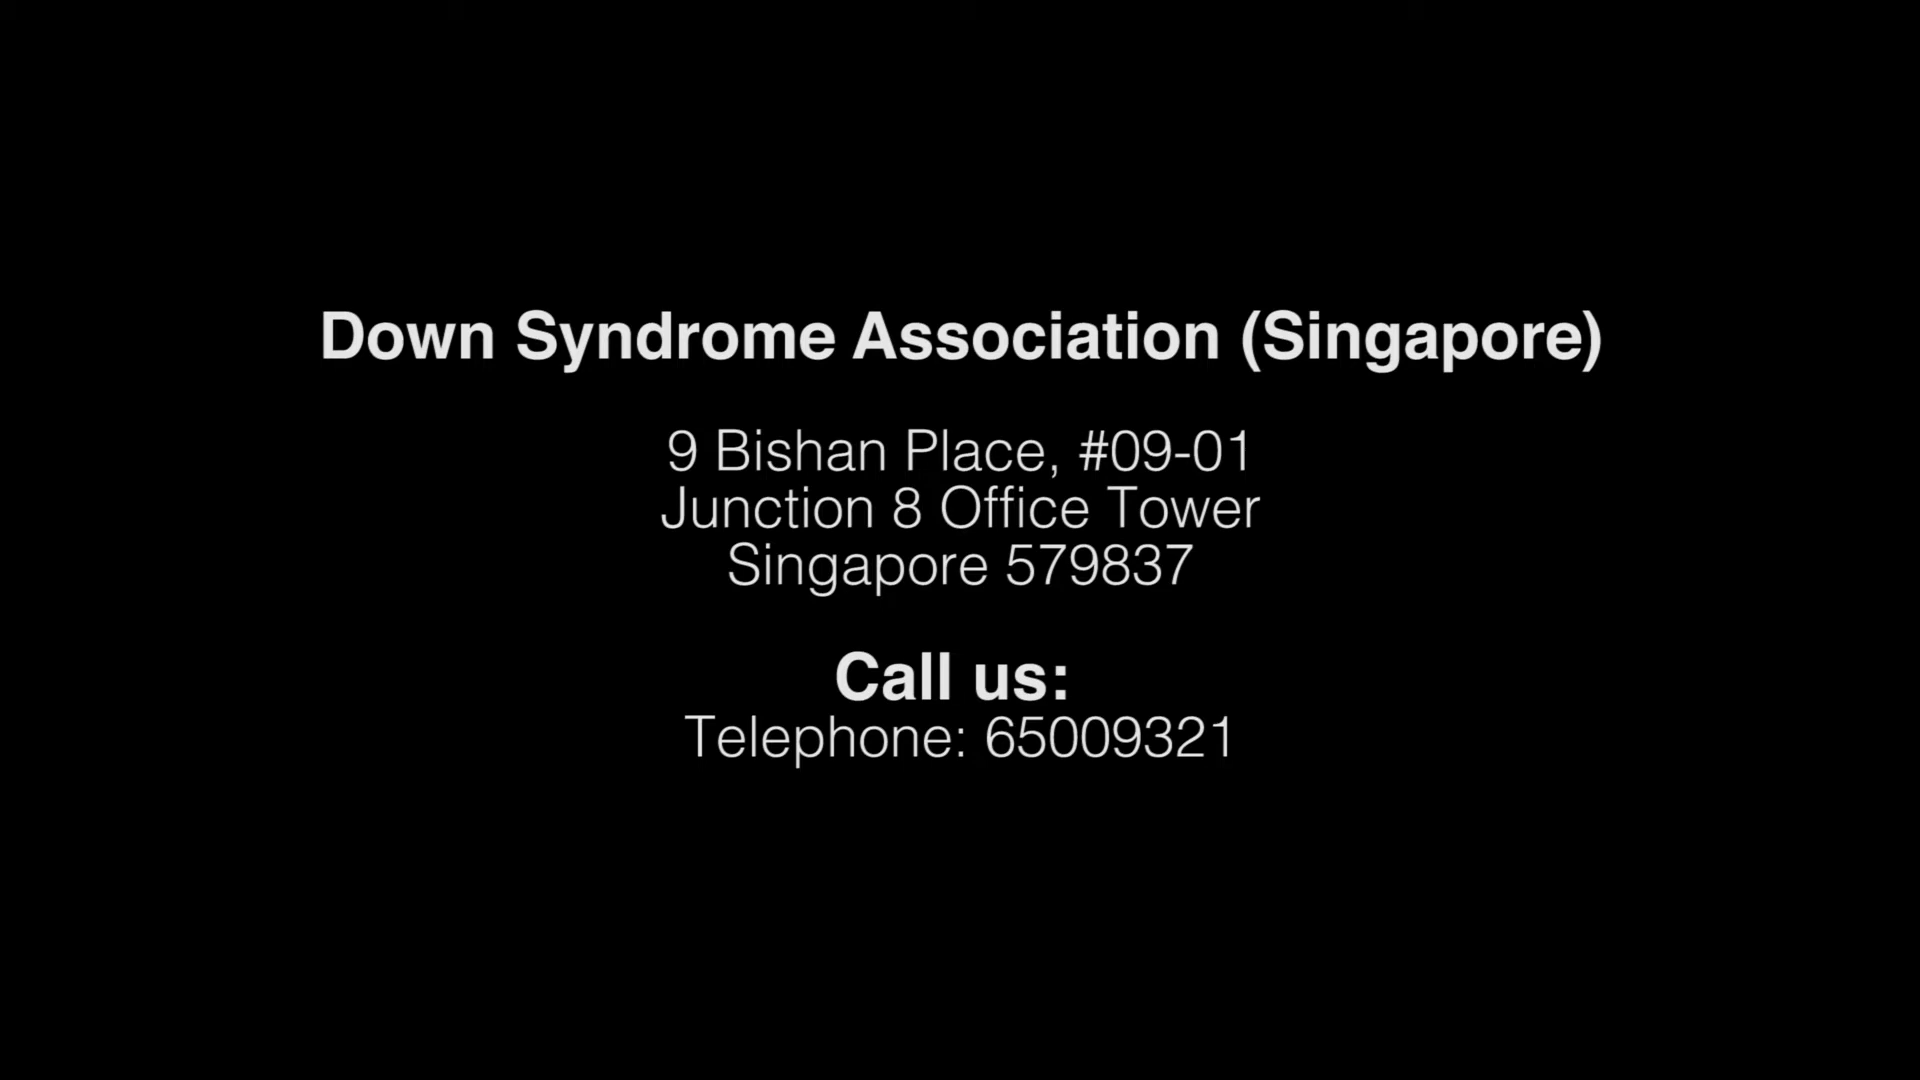 Down Syndrome Association (Singapore)
9 Bishan Place, #09-01
Junction 8 Office Tower
Singapore 579837
Call us:
Telephone: 65009321